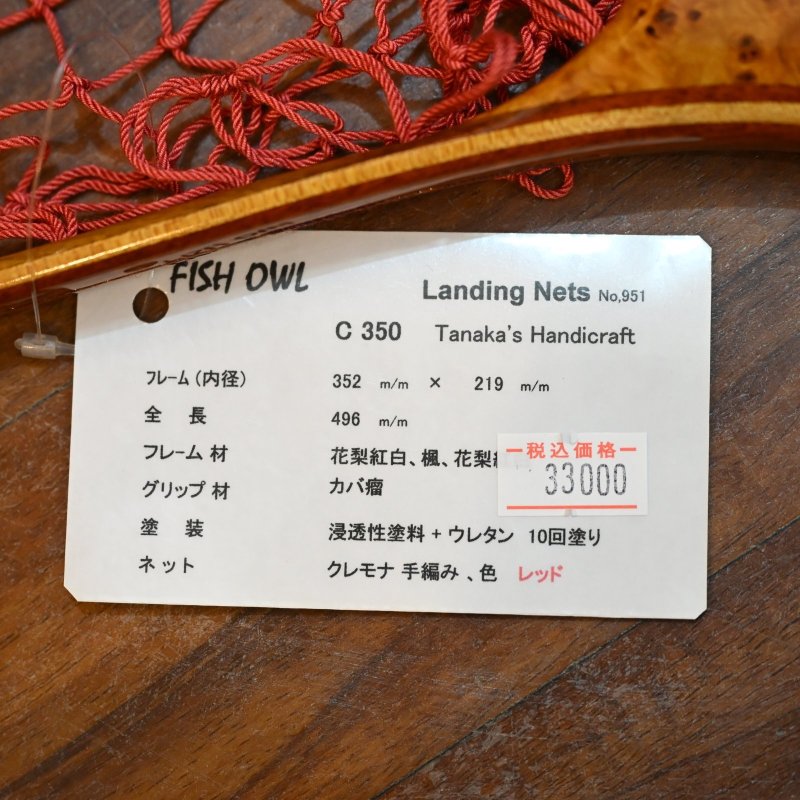 FISH OWL
Landing Nets No,951
C 350 Tanaka's Handicraft
フレーム(内径) 352 m/m × 219 m/m
全 長 496 m/m
フレーム 材 花梨紅白、楓、花梨
税込価格
33000
グリップ 材 カバ瘤
塗 装 浸透性塗料 + ウレタン 10回塗り
ネット クレモナ 手編み 、色 レッド